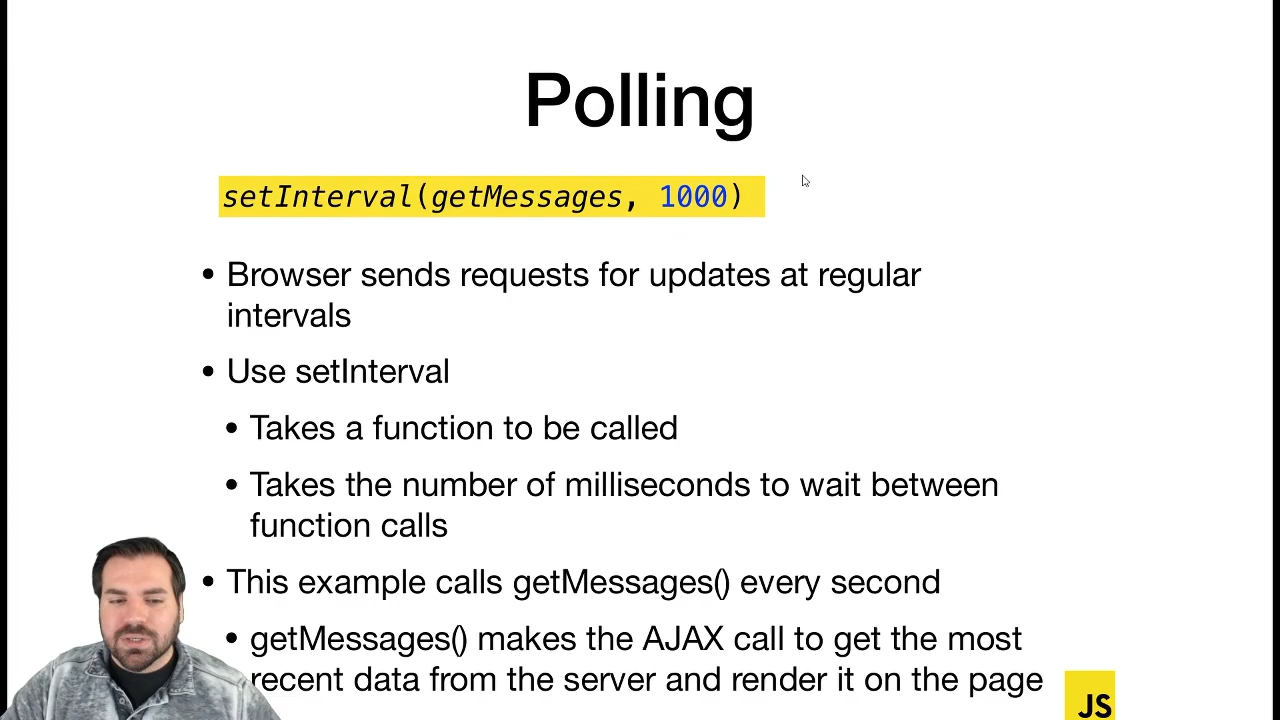 Polling
setInterval(getMessages, 1000)
• Browser sends requests for updates at regular
intervals
• Use setInterval
• Takes a function to be called
• Takes the number of milliseconds to wait between
function calls
• This example calls getMessages() every second
• getMessages() makes the AJAX call to get the most
recent data from the server and render it on the page
JS